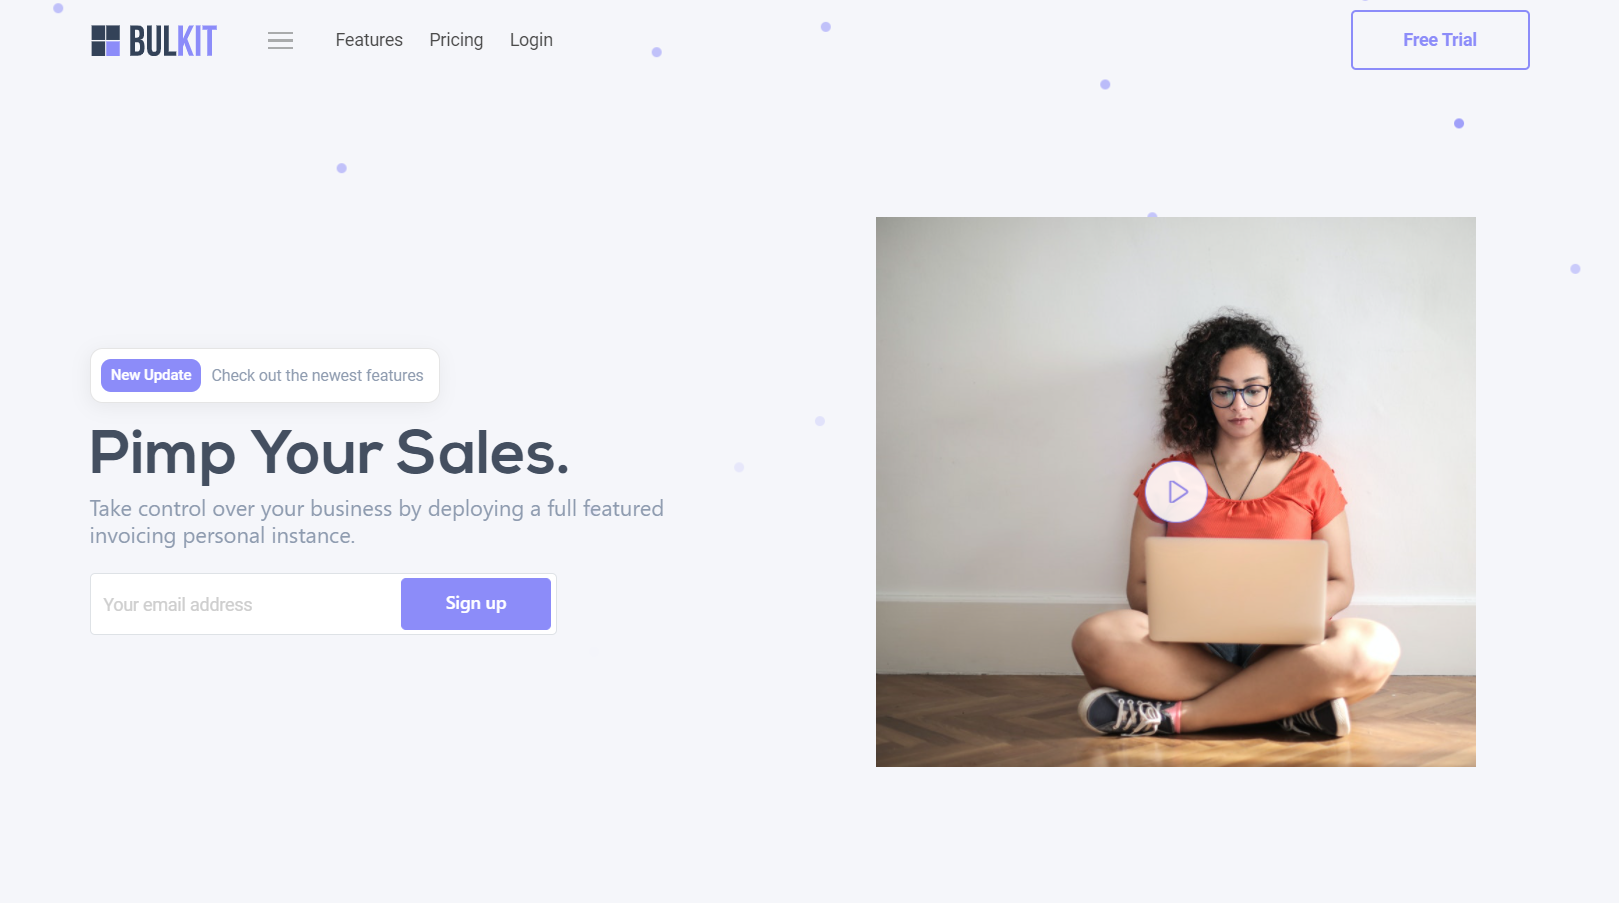 BULKIT
Features
Pricing
Login
Free Trial
New Update
Check out the newest features
Pimp Your Sales.
Take control over your business by deploying a full featured
invoicing personal instance.
Your email address
Sign up